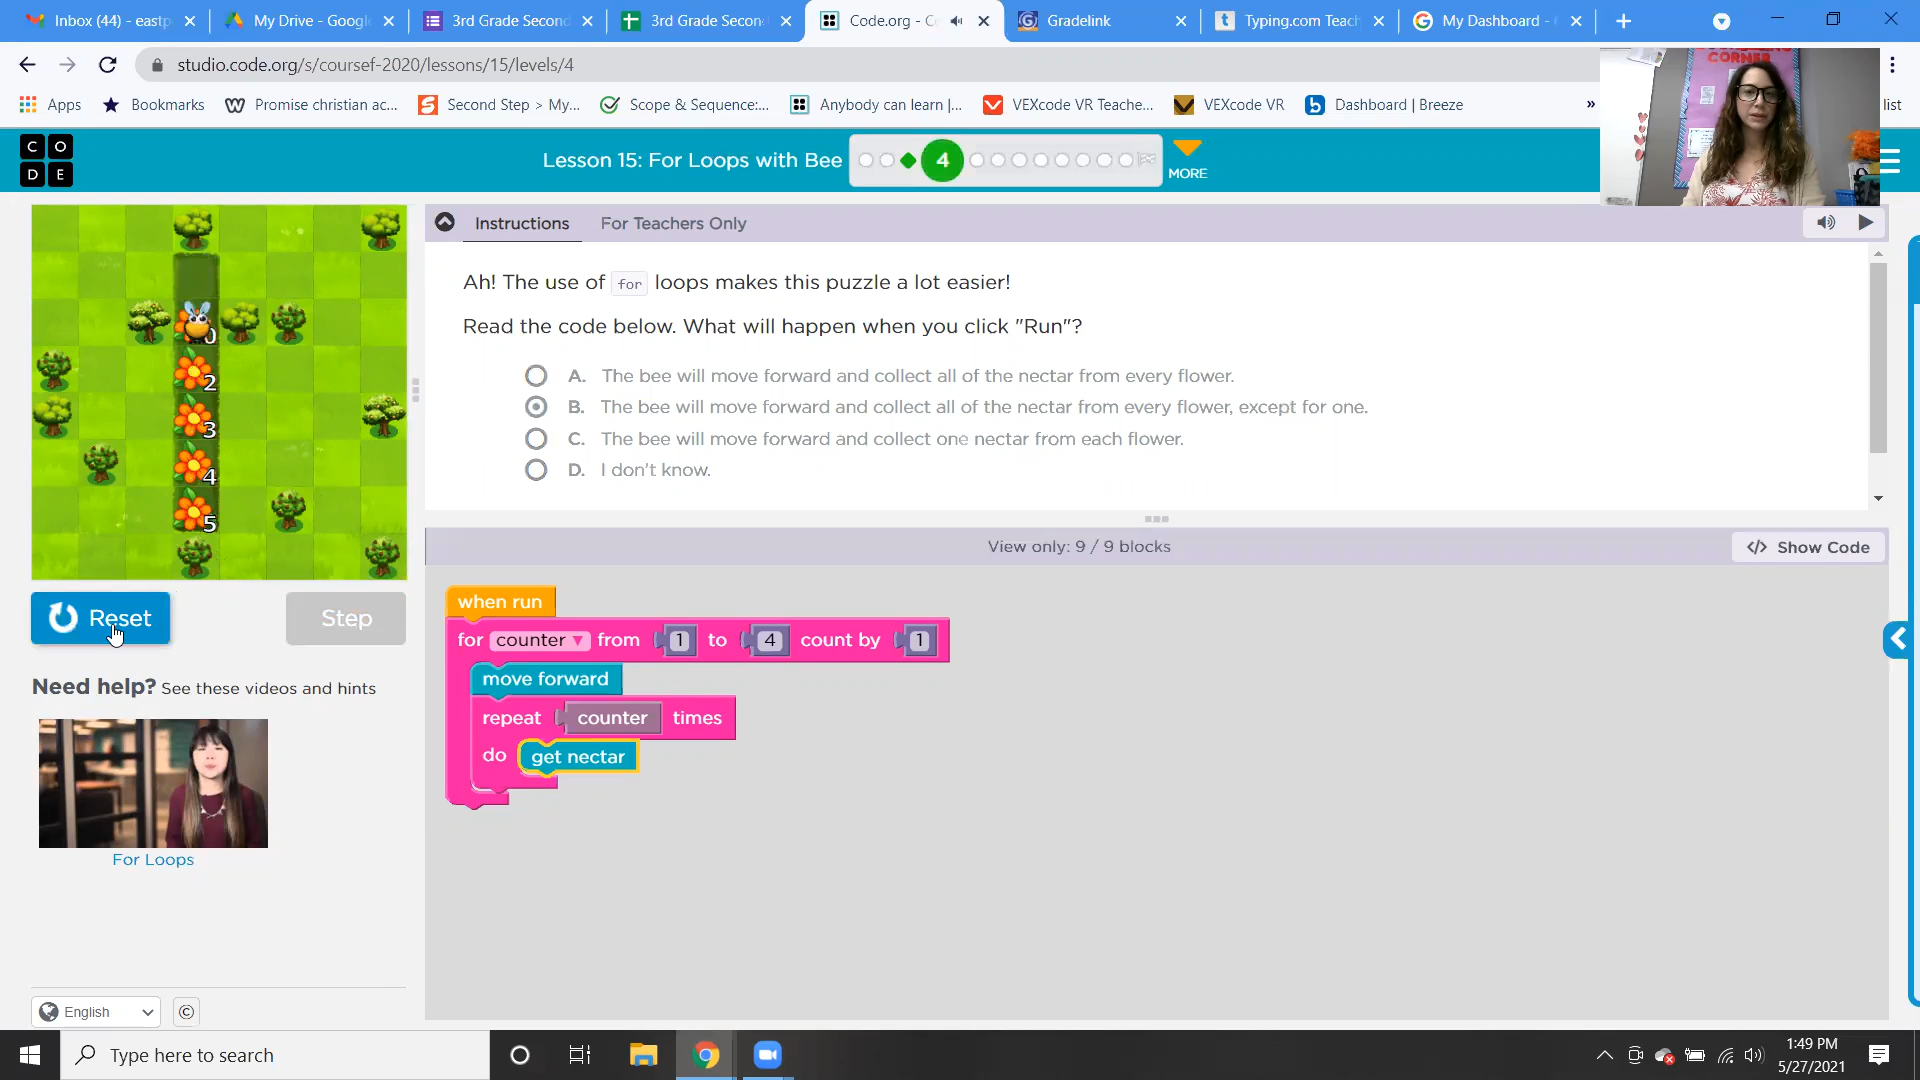 Inbox (44) - eastp
My Drive - Google
3rd Grade Second
3rd Grade Secon
Code.org - C
Gradelink
Typing.com Teach
My Dashboard -
studio.code.org/s/coursef-2020/lessons/15/levels/4
Apps
Bookmarks
Promise christian ac...
Second Step > My...
Scope & Sequence:...
Anybody can learn |...
VEXcode VR Teache...
VEXcode VR
Dashboard | Breeze
»
list
CORNER
C O
D E
Lesson 15: For Loops with Bee
4
MORE
Instructions
For Teachers Only
Ah! The use of for loops makes this puzzle a lot easier!
Read the code below. What will happen when you click "Run"?
A. The bee will move forward and collect all of the nectar from every flower.
B. The bee will move forward and collect all of the nectar from every flower, except for one.
C. The bee will move forward and collect one nectar from each flower.
D. I don't know.
0
2
3
4
5
Reset
Step
Need help? See these videos and hints
For Loops
English
©
View only: 9 / 9 blocks
</> Show Code
when run
for counter from 1 to 4 count by 1
move forward
repeat counter times
do get nectar
Type here to search
1:49 PM
5/27/2021